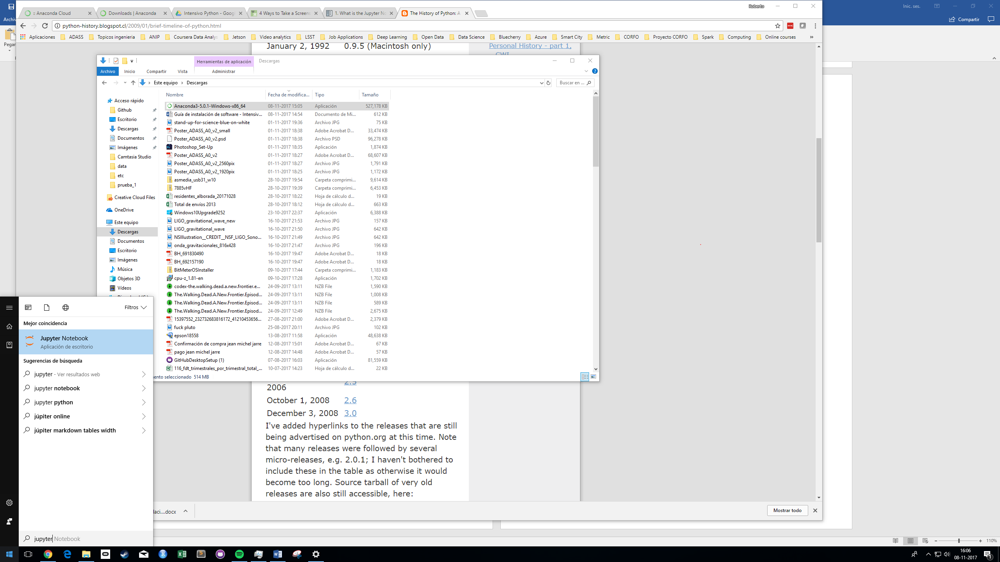 Roberto
Inic. ses.
:: Anaconda Cloud
Downloads | Anaconda
Intensivo Python - Goog
4 Ways to Take a Screens
1. What is the Jupyter No
The History of Python: A
Archiv
Compartir
python-history.blogspot.cl/2009/01/brief-timeline-of-python.html
Aplicaciones
ADASS
Topicos ingenieria
ANIP
Coursera Data Analys
Jetson
Video analytics
LSST
Job Applications
Deep Learning
Open Data
Data Science
Bluecherry
Azure
Smart City
Metric
CORFO
Proyecto CORFO
Spark
Computing
Online courses
»
Pegar
January 2, 1992 0.9.5 (Macintosh only)
Personal History - part 1,
CWI
Herramientas de aplicación
Descargas
Archivo
Inicio
Compartir
Vista
Administrar
Este equipo > Descargas
Buscar en ...
Nombre Fecha de modifica... Tipo Tamaño
Acceso rápido
Github
Escritorio
Descargas
Documentos
Imágenes
Camtasia Studio
data
etc
prueba_1
Creative Cloud Files
OneDrive
Este equipo
Descargas
Documentos
Escritorio
Imágenes
Música
Objetos 3D
Vídeos
Anaconda3-5.0.1-Windows-x86_64 08-11-2017 15:05 Aplicación 527,178 KB
Guía de instalación de software - Intensiv... 08-11-2017 14:54 Documento de Mi... 612 KB
stand-up-for-science-blue-on-white 01-11-2017 19:36 Archivo JPG 75 KB
Poster_ADASS_A0_v2_small 01-11-2017 18:38 Adobe Acrobat D... 33,474 KB
Poster_ADASS_A0_v2.psd 01-11-2017 18:38 Archivo PSD 96,278 KB
Photoshop_Set-Up 01-11-2017 18:35 Aplicación 1,874 KB
Poster_ADASS_A0_v2 01-11-2017 18:27 Adobe Acrobat D... 68,607 KB
Poster_ADASS_A0_v2_2560pix 01-11-2017 18:27 Archivo JPG 1,791 KB
Poster_ADASS_A0_v2_1920pix 01-11-2017 18:25 Archivo JPG 1,172 KB
asmedia_usb31_w10 28-10-2017 19:54 Carpeta comprimi... 9,614 KB
7885vHF 28-10-2017 19:39 Carpeta comprimi... 6,453 KB
residentes_alborada_20171028 28-10-2017 18:22 Hoja de cálculo d... 19 KB
Total de envíos 2013 28-10-2017 18:12 Hoja de cálculo d... 663 KB
Windows10Upgrade9252 23-10-2017 22:37 Aplicación 6,388 KB
LIGO_gravitational_wave_new 16-10-2017 21:53 Archivo JPG 157 KB
LIGO_gravitational_wave 16-10-2017 21:50 Archivo JPG 642 KB
NSIllustration__CREDIT__NSF_LIGO_Sono... 16-10-2017 21:49 Archivo JPG 642 KB
onda_gravitacionales_816x428 16-10-2017 21:47 Archivo JPG 196 KB
BH_691830490 16-10-2017 19:47 Adobe Acrobat D... 18 KB
BH_692157190 16-10-2017 19:47 Adobe Acrobat D... 18 KB
BitMeterOSInstaller 09-10-2017 17:44 Carpeta comprimi... 1,183 KB
cpu-z_1.81-en 09-10-2017 17:28 Aplicación 1,702 KB
codex-the.walking.dead.a.new.frontier.e... 24-09-2017 13:11 NZB File 1,590 KB
The.Walking.Dead.A.New.Frontier.Episod... 24-09-2017 13:11 NZB File 1,008 KB
The.Walking.Dead.A.New.Frontier.Episod... 24-09-2017 13:11 NZB File 589 KB
The.Walking.Dead.A.New.Frontier.Episod... 24-09-2017 12:49 NZB File 2,675 KB
15397552_232732683816172_41210453656... 27-08-2017 21:00 Adobe Acrobat D... 2,379 KB
fuck pluto 25-08-2017 20:11 Archivo JPG 102 KB
epson18558 13-08-2017 11:58 Aplicación 48,638 KB
Confirmación de compra jean michel jarre 12-08-2017 15:01 Adobe Acrobat D... 67 KB
pago jean michel jarre 12-08-2017 14:48 Adobe Acrobat D... 57 KB
GitHubDesktopSetup (1) 07-08-2017 16:03 Aplicación 81,559 KB
116_fdt_trimestrales_por_trimestral_total_... 10-07-2017 14:23 Hoja de cálculo d... 22 KB
ento seleccionado 514 MB
Filtros
Mejor coincidencia
Jupyter Notebook
Aplicación de escritorio
Sugerencias de búsqueda
jupyter - Ver resultados web
jupyter notebook
jupyter python
júpiter online
júpiter markdown tables width
jupyter Notebook
2006 2.5
October 1, 2008 2.6
December 3, 2008 3.0
I've added hyperlinks to the releases that are still
being advertised on python.org at this time. Note
that many releases were followed by several
micro-releases, e.g. 2.0.1; I haven't bothered to
include these in the table as otherwise it would
become too long. Source tarball of very old
releases are also still accessible, here:
laci....docx
Mostrar todo
110%
16:06
08-11-2017
1